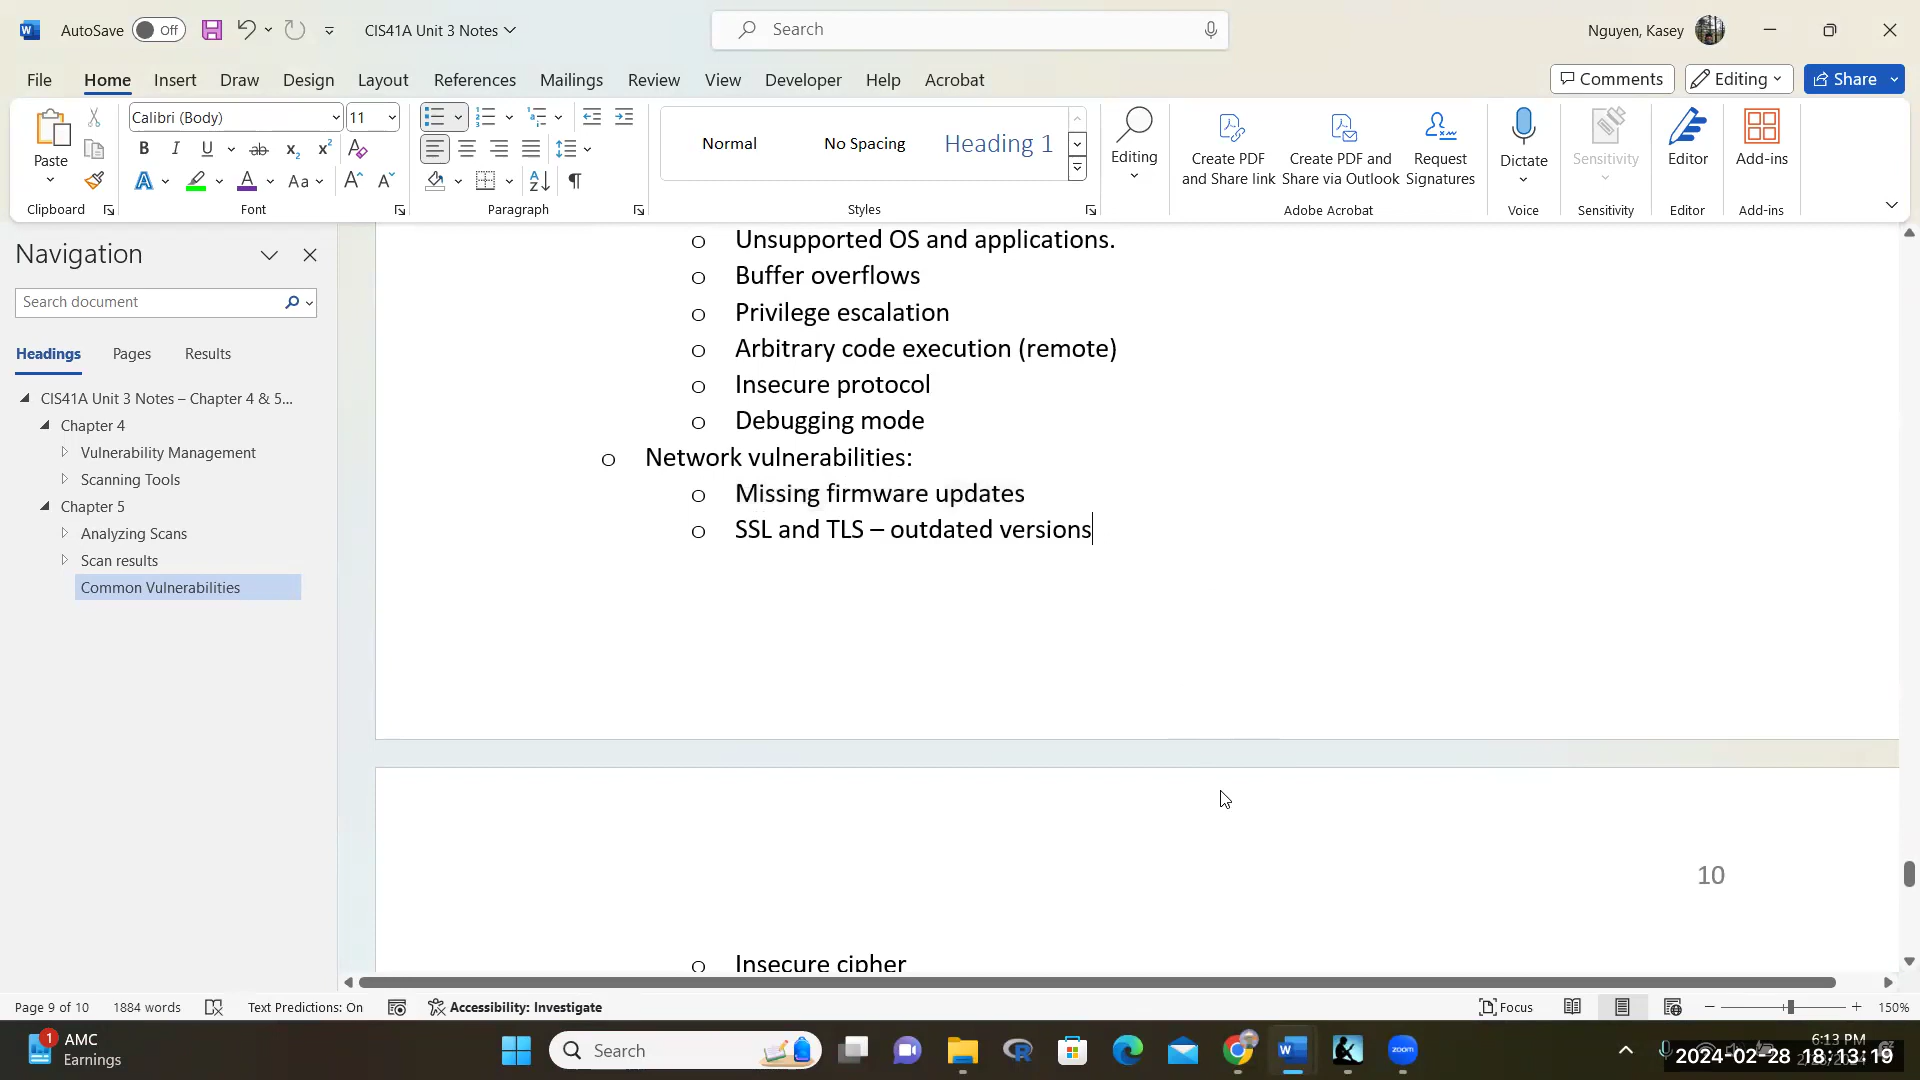 AutoSave Off CIS41A Unit 3 Notes Search Nguyen, Kasey
File Home Insert Draw Design Layout References Mailings Review View Developer Help Acrobat Comments Editing Share
Paste
Clipboard
Calibri (Body) 11
Font
Paragraph
Normal No Spacing Heading 1
Styles
Editing
Create PDF and Share link
Create PDF and Share via Outlook
Request Signatures
Adobe Acrobat
Dictate
Voice
Sensitivity
Sensitivity
Editor
Editor
Add-ins
Add-ins
Navigation
Search document
Headings Pages Results
CIS41A Unit 3 Notes – Chapter 4 & 5...
Chapter 4
Vulnerability Management
Scanning Tools
Chapter 5
Analyzing Scans
Scan results
Common Vulnerabilities
o Unsupported OS and applications.
o Buffer overflows
o Privilege escalation
o Arbitrary code execution (remote)
o Insecure protocol
o Debugging mode
o Network vulnerabilities:
o Missing firmware updates
o SSL and TLS – outdated versions
10
o Insecure cipher
Page 9 of 10 1884 words Text Predictions: On Accessibility: Investigate Focus 150%
1 AMC
Earnings
Search
zoom
6:13 PM
2024-02-28 18:13:19